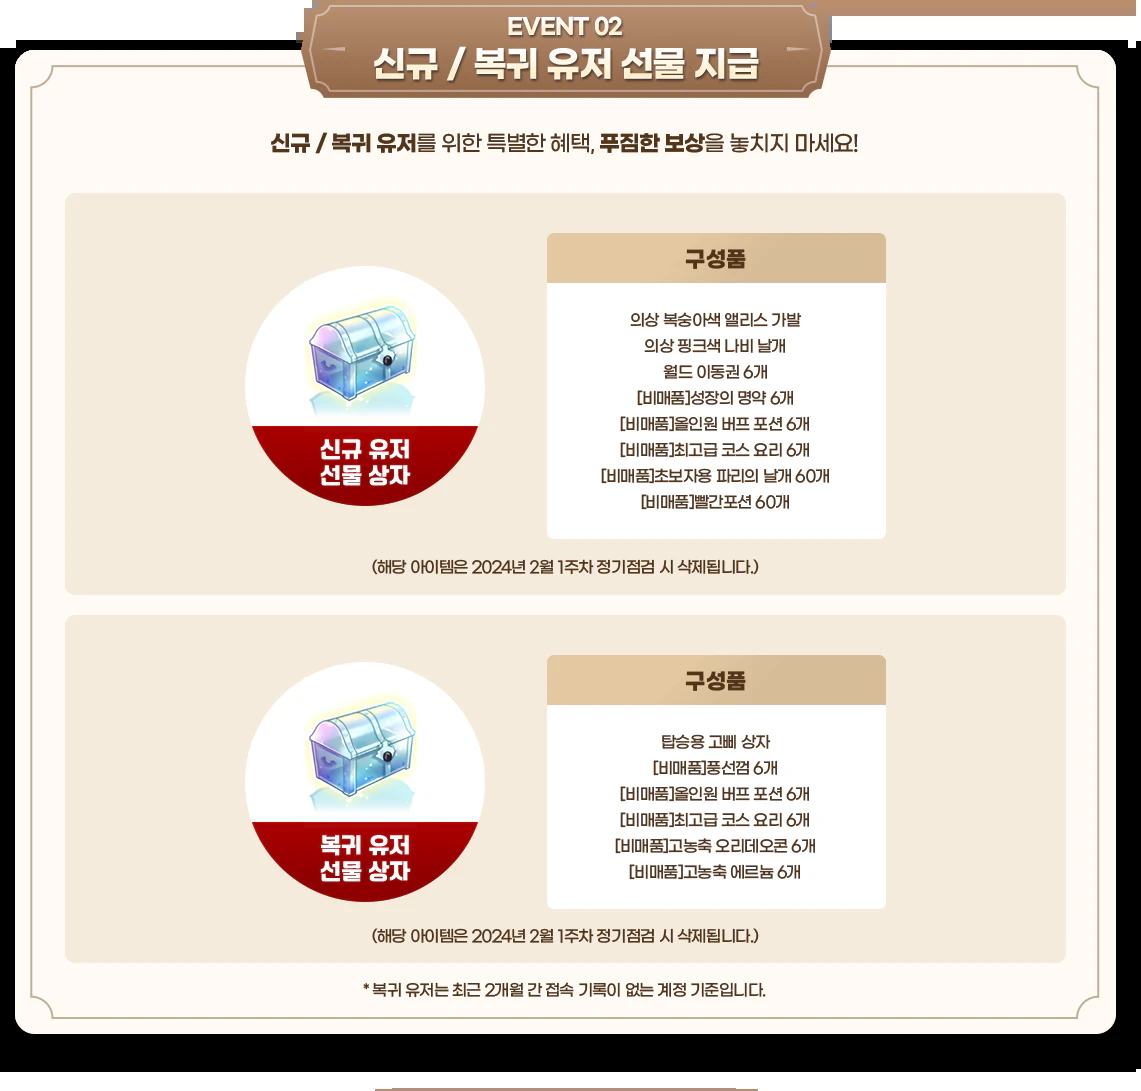 EVENT 02
신규 / 복귀 유저 선물 지급
신규 / 복귀 유저를 위한 특별한 혜택, 푸짐한 보상을 놓치지 마세요!
구성품
의상 복숭아색 앨리스 가발
의상 핑크색 나비 날개
월드 이동권 6개
[비매품]성장의 명약 6개
[비매품]올인원 버프 포션 6개
[비매품]최고급 코스 요리 6개
[비매품]초보자용 파리의 날개 60개
[비매품]빨간포션 60개
신규 유저
선물 상자
(해당 아이템은 2024년 2월 1주차 정기점검 시 삭제됩니다.)
구성품
탑승용 고삐 상자
[비매품]풍선껌 6개
[비매품]올인원 버프 포션 6개
[비매품]최고급 코스 요리 6개
[비매품]고농축 오리데오콘 6개
[비매품]고농축 에르늄 6개
복귀 유저
선물 상자
(해당 아이템은 2024년 2월 1주차 정기점검 시 삭제됩니다.)
* 복귀 유저는 최근 2개월 간 접속 기록이 없는 계정 기준입니다.